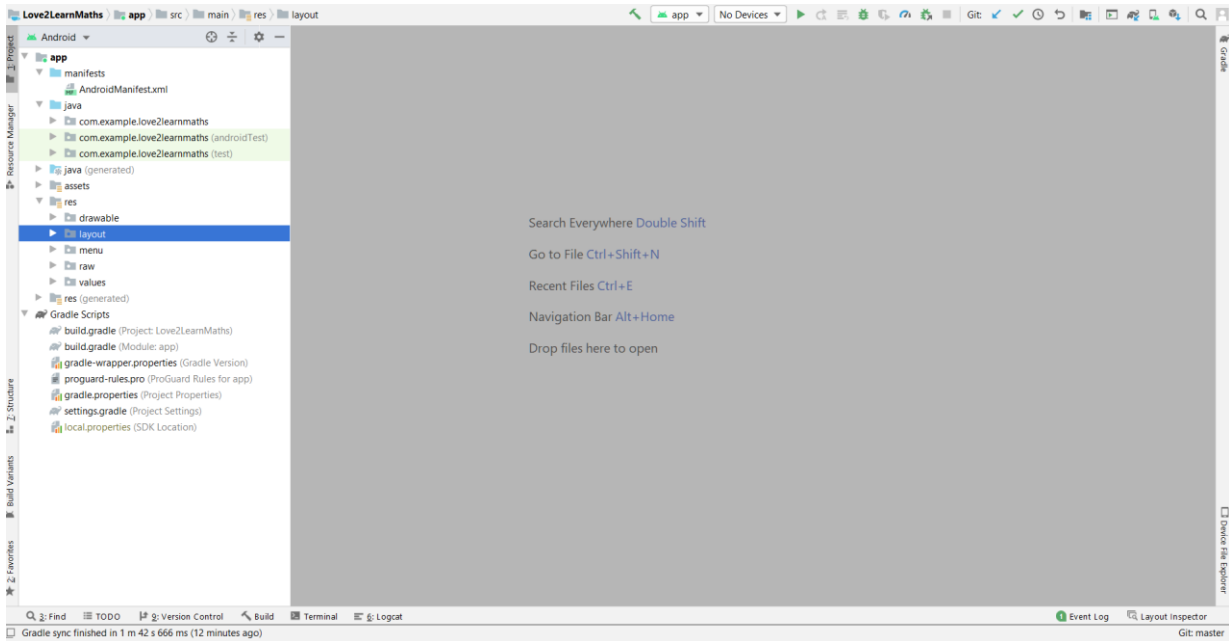 Love2LearnMaths app src main res layout
app No Devices Git:
Android
app
manifests
AndroidManifest.xml
java
com.example.love2learnmaths
com.example.love2learnmaths (androidTest)
com.example.love2learnmaths (test)
java (generated)
assets
res
drawable
layout
menu
raw
values
res (generated)
Gradle Scripts
build.gradle (Project: Love2LearnMaths)
build.gradle (Module: app)
gradle-wrapper.properties (Gradle Version)
proguard-rules.pro (ProGuard Rules for app)
gradle.properties (Project Properties)
settings.gradle (Project Settings)
local.properties (SDK Location)
1: Project
Resource Manager
Z: Structure
Build Variants
2: Favorites
Search Everywhere Double Shift
Go to File Ctrl+Shift+N
Recent Files Ctrl+E
Navigation Bar Alt+Home
Drop files here to open
Gradle
Device File Explorer
3: Find TODO 9: Version Control Build Terminal 6: Logcat
1 Event Log Layout Inspector
Gradle sync finished in 1 m 42 s 666 ms (12 minutes ago)
Git: master